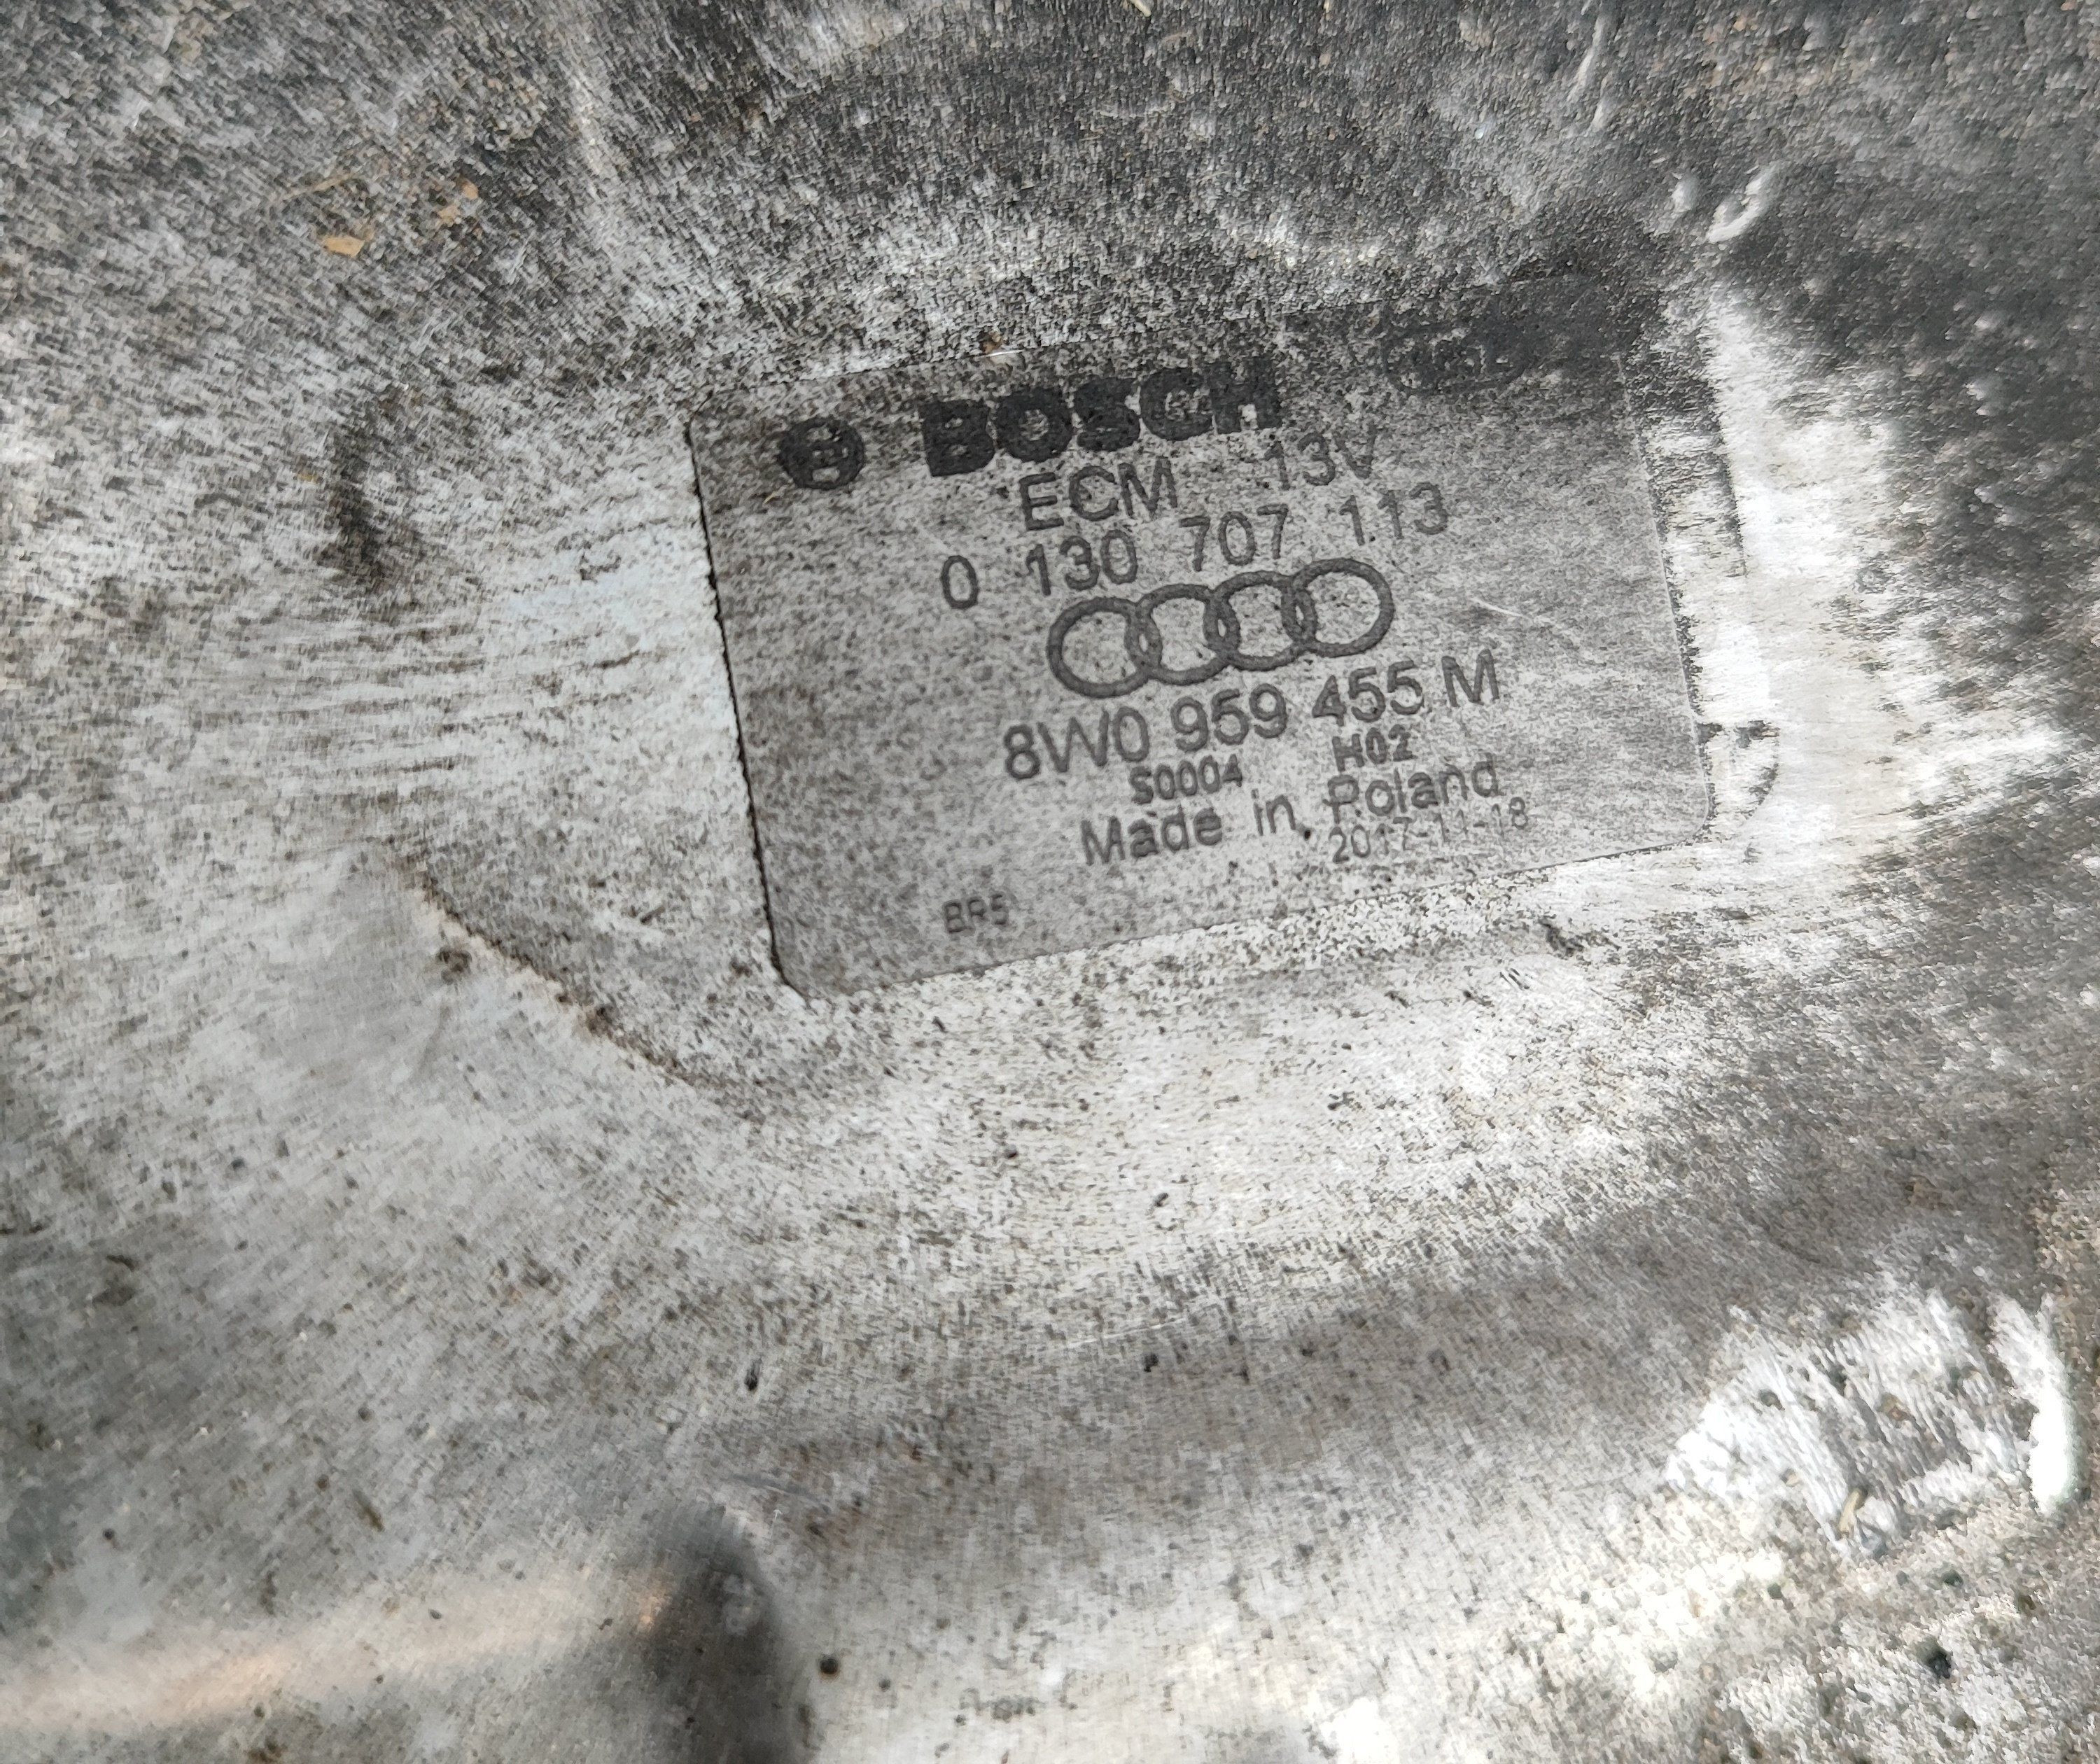 BOSCH
ECM 13V
0 130 707 113
8W0 959 455 M
S0004 H02
Made in Poland
2017-11-18
BR5